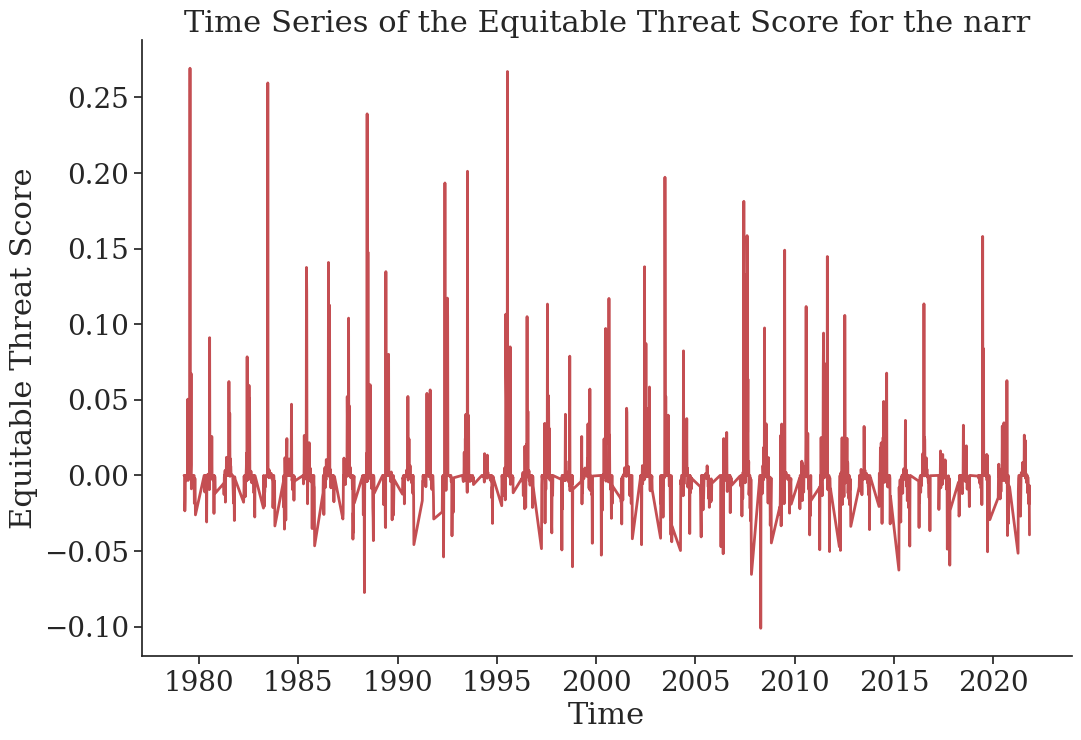 Time Series of the Equitable Threat Score for the narr
Equitable Threat Score
0.25
0.20
0.15
0.10
0.05
0.00
−0.05
−0.10
1980 1985 1990 1995 2000 2005 2010 2015 2020
Time